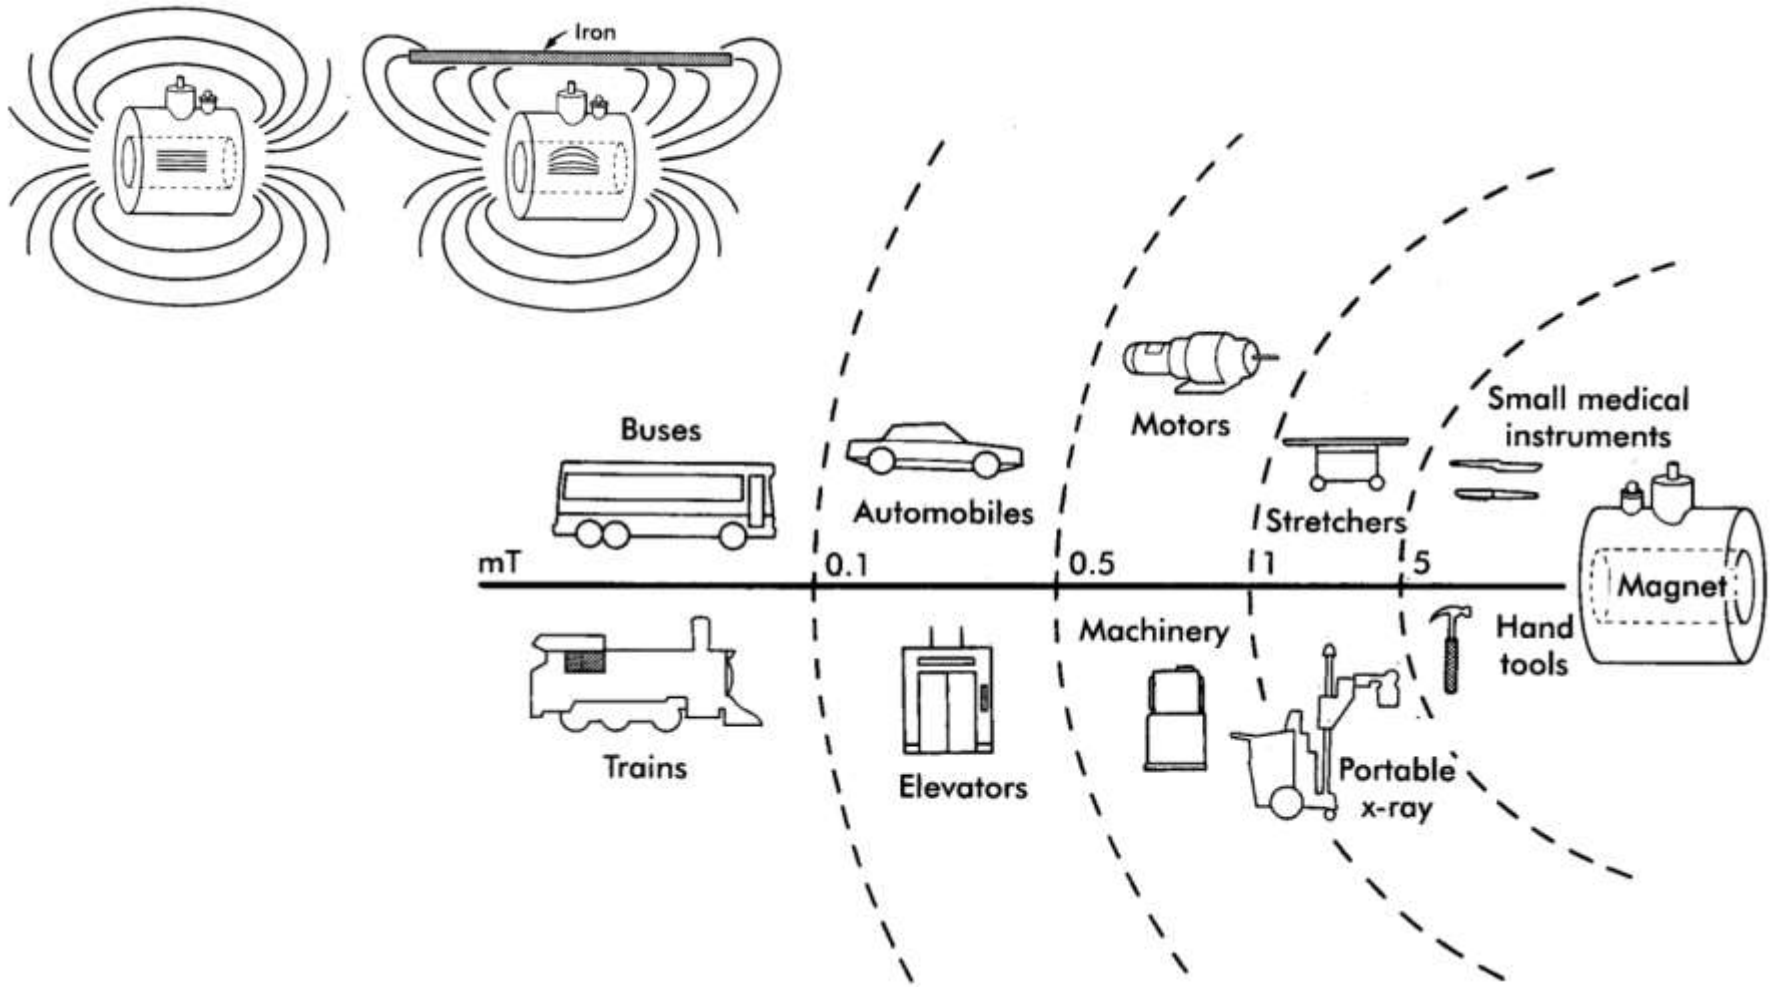 Iron
Buses
Automobiles
Motors
Stretchers
Small medical
instruments
mT
0.1
0.5
1
5
Magnet
Trains
Elevators
Machinery
Portable
x-ray
Hand
tools